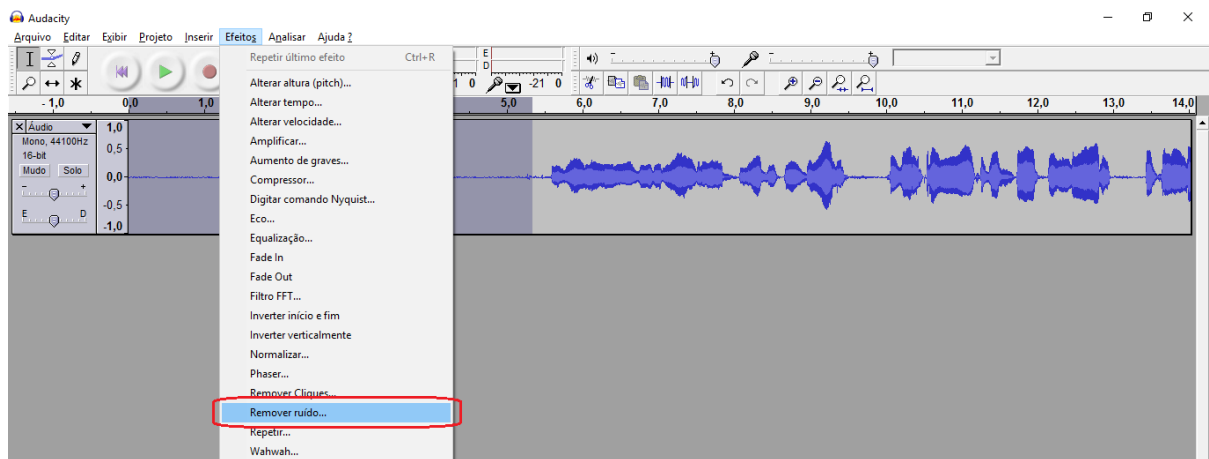 Audacity
Arquivo Editar Exibir Projeto Inserir Efeitos Analisar Ajuda ?
Repetir último efeito Ctrl+R
E
D
-21 0
- 1,0 0,0 1,0 5,0 6,0 7,0 8,0 9,0 10,0 11,0 12,0 13,0 14,0
Áudio
Mono, 44100Hz
16-bit
Mudo Solo
- +
E D
1,0
0,5
0,0
-0,5
-1,0
Alterar altura (pitch)...
Alterar tempo...
Alterar velocidade...
Amplificar...
Aumento de graves...
Compressor...
Digitar comando Nyquist...
Eco...
Equalização...
Fade In
Fade Out
Filtro FFT...
Inverter início e fim
Inverter verticalmente
Normalizar...
Phaser...
Remover Cliques...
Remover ruído...
Repetir...
Wahwah...